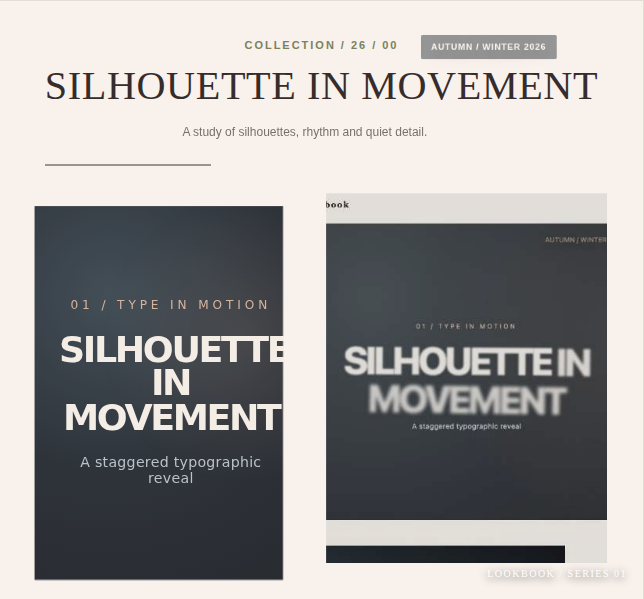 COLLECTION / 26 / 00
AUTUMN / WINTER 2026
SILHOUETTE IN MOVEMENT
A study of silhouettes, rhythm and quiet detail.
01 / TYPE IN MOTION
SILHOUETTE
IN
MOVEMENT
A staggered typographic
reveal
book
AUTUMN / WINTER
01 / TYPE IN MOTION
SILHOUETTE IN
MOVEMENT
A staggered typographic reveal
LOOKBOOK / SERIES 01